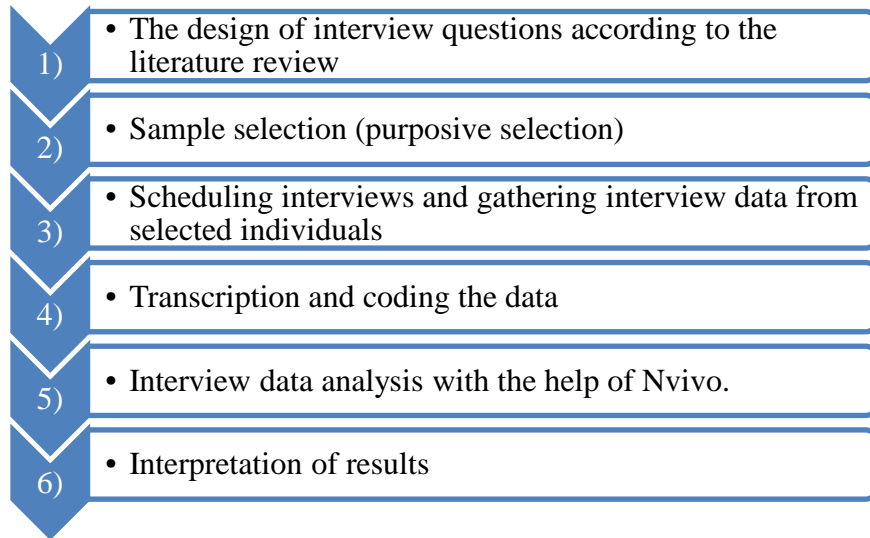 1)
• The design of interview questions according to the
literature review
2)
• Sample selection (purposive selection)
3)
• Scheduling interviews and gathering interview data from
selected individuals
4)
• Transcription and coding the data
5)
• Interview data analysis with the help of Nvivo.
6)
• Interpretation of results